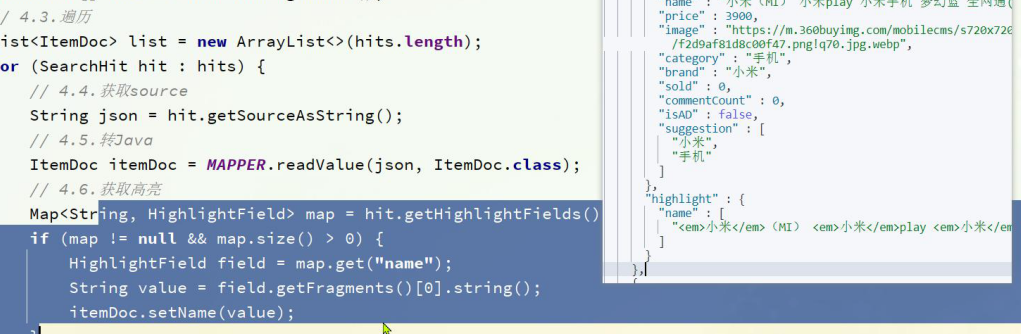 / 4.3.遍历
ist<ItemDoc> list = new ArrayList<>(hits.length);
or (SearchHit hit : hits) {
// 4.4.获取source
String json = hit.getSourceAsString();
// 4.5.转Java
ItemDoc itemDoc = MAPPER.readValue(json, ItemDoc.class);
// 4.6.获取高亮
Map<String, HighlightField> map = hit.getHighlightFields()
if (map != null && map.size() > 0) {
HighlightField field = map.get("name");
String value = field.getFragments()[0].string();
itemDoc.setName(value);
}
"name" : "小米（MI） 小米play 小米手机 梦幻蓝 全网通(
"price" : 3900,
"image" : "https://m.360buyimg.com/mobilecms/s720x720
/f2d9af81d8c00f47.png!q70.jpg.webp",
"category" : "手机",
"brand" : "小米",
"sold" : 0,
"commentCount" : 0,
"isAD" : false,
"suggestion" : [
"小米",
"手机"
]
},
"highlight" : {
"name" : [
"<em>小米</em>（MI） <em>小米</em>play <em>小米</em
]
}
},
{